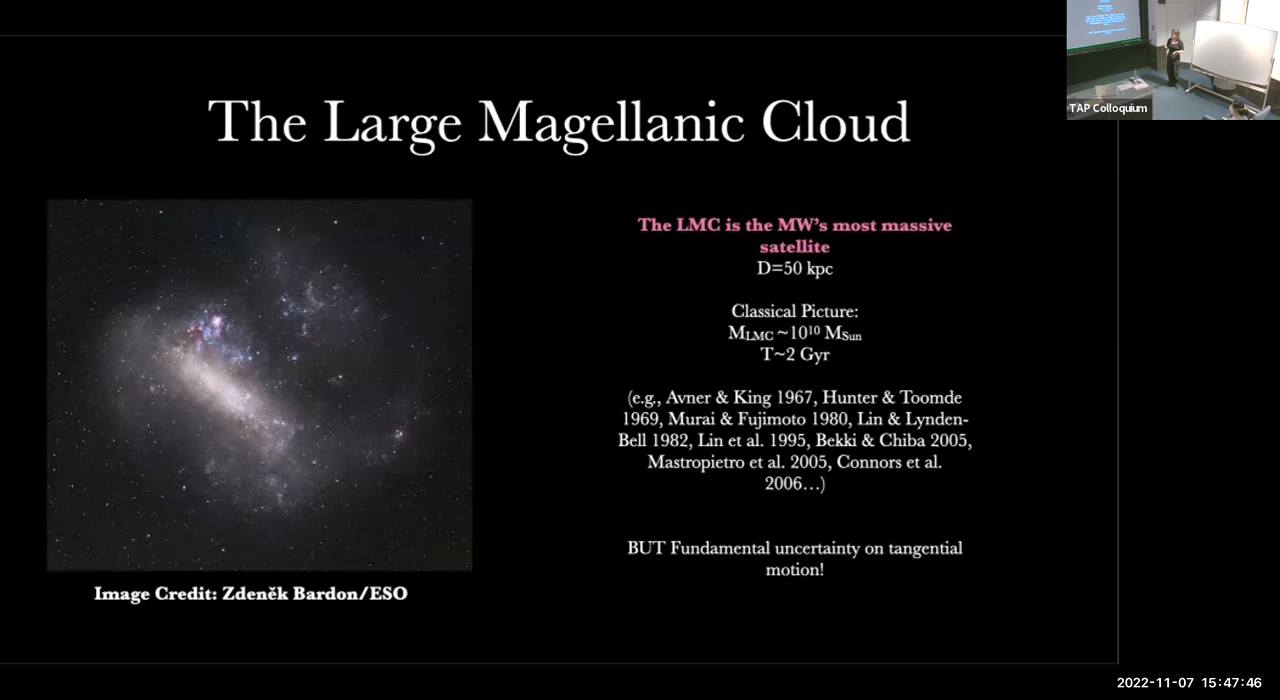 The Large Magellanic Cloud
The LMC is the MW’s most massive
satellite
D=50 kpc
Classical Picture:
MLMC ~10¹⁰ MSun
T~2 Gyr
(e.g., Avner & King 1967, Hunter & Toomde
1969, Murai & Fujimoto 1980, Lin & Lynden-
Bell 1982, Lin et al. 1995, Bekki & Chiba 2005,
Mastropietro et al. 2005, Connors et al.
2006…)
BUT Fundamental uncertainty on tangential
motion!
Image Credit: Zdeněk Bardon/ESO
TAP Colloquium
2022-11-07 15:47:46